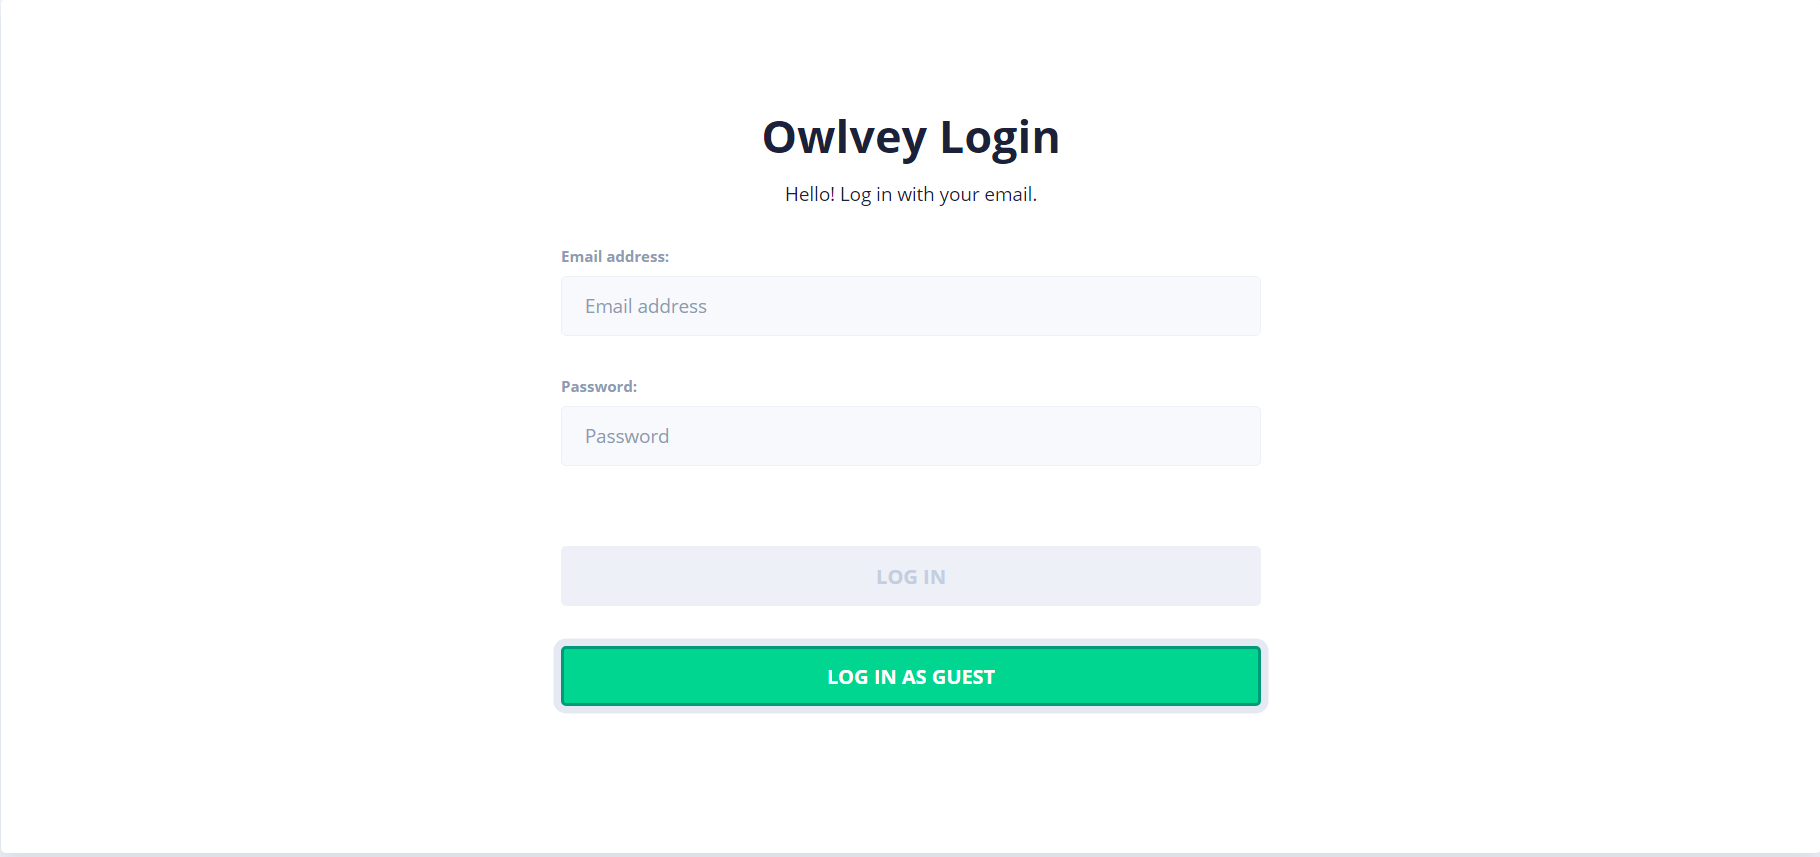 Owlvey Login
Hello! Log in with your email.
Email address:
Email address
Password:
Password
LOG IN
LOG IN AS GUEST